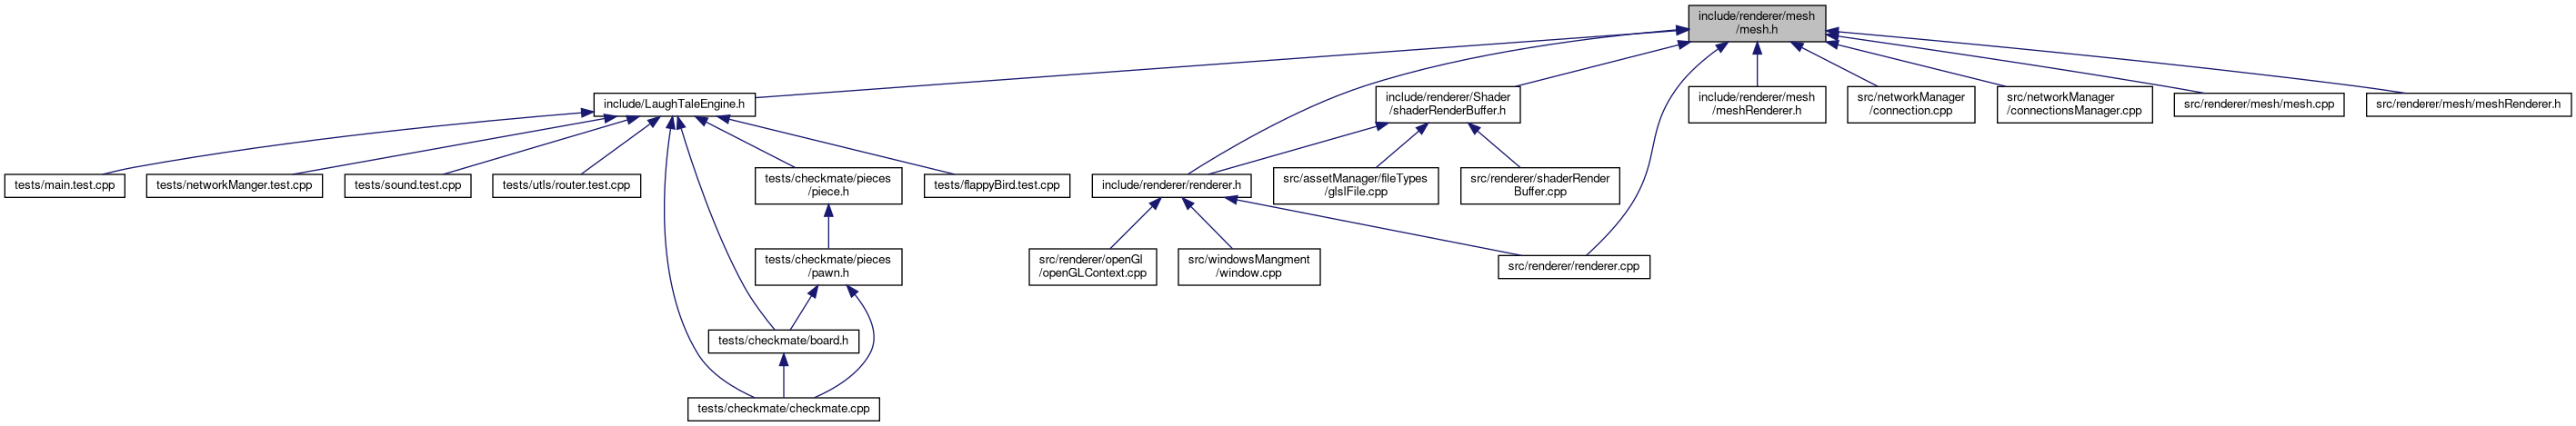 include/renderer/mesh
/mesh.h
include/LaughTaleEngine.h
include/renderer/Shader
/shaderRenderBuffer.h
include/renderer/mesh
/meshRenderer.h
src/networkManager
/connection.cpp
src/networkManager
/connectionsManager.cpp
src/renderer/mesh/mesh.cpp
src/renderer/mesh/meshRenderer.h
tests/main.test.cpp
tests/networkManger.test.cpp
tests/sound.test.cpp
tests/utls/router.test.cpp
tests/checkmate/pieces
/piece.h
tests/flappyBird.test.cpp
include/renderer/renderer.h
src/assetManager/fileTypes
/glslFile.cpp
src/renderer/shaderRender
Buffer.cpp
tests/checkmate/pieces
/pawn.h
src/renderer/openGl
/openGLContext.cpp
src/windowsMangment
/window.cpp
src/renderer/renderer.cpp
tests/checkmate/board.h
tests/checkmate/checkmate.cpp